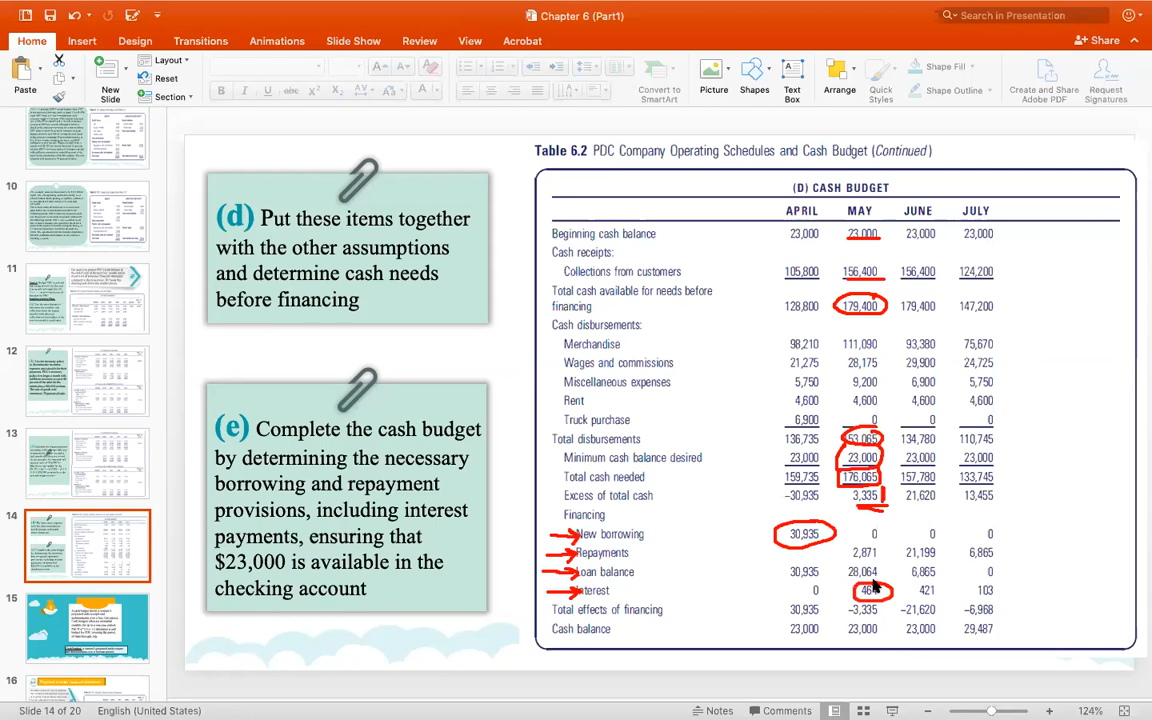 Chapter 6 (Part1)
Search in Presentation
Home Insert Design Transitions Animations Slide Show Review View Acrobat
Share
Paste
New Slide
Layout
Reset
Section
B I U abc X² X₂ AV Aa A
Convert to SmartArt
Picture
Shapes
Text Box
Arrange
Quick Styles
Shape Fill
Shape Outline
Create and Share Adobe PDF
Request Signatures
10
11
12
13
14
15
16
(d) Put these items together
with the other assumptions
and determine cash needs
before financing
(e) Complete the cash budget
by determining the necessary
borrowing and repayment
provisions, including interest
payments, ensuring that
$23,000 is available in the
checking account
Table 6.2 PDC Company Operating Schedules and Cash Budget (Continued)
(D) CASH BUDGET
APRIL MAY JUNE JULY
Beginning cash balance 23,000 23,000 23,000 23,000
Cash receipts:
Collections from customers 105,800 156,400 156,400 124,200
Total cash available for needs before
financing 128,800 179,400 179,400 147,200
Cash disbursements:
Merchandise 98,210 111,090 93,380 75,670
Wages and commissions 21,275 28,175 29,900 24,725
Miscellaneous expenses 5,750 9,200 6,900 5,750
Rent 4,600 4,600 4,600 4,600
Truck purchase 6,900 0 0 0
Total disbursements 136,735 53,065 134,780 110,745
Minimum cash balance desired 23,000 23,000 23,000 23,000
Total cash needed 159,735 176,065 157,780 133,745
Excess of total cash −30,935 3,335 21,620 13,455
Financing
New borrowing 30,935 0 0 0
Repayments 2,871 21,199 6,865
Loan balance 30,935 28,064 6,865 0
Interest 0 46 421 103
Total effects of financing 30,935 −3,335 −21,620 −6,968
Cash balance 23,000 23,000 23,000 29,487
Slide 14 of 20 English (United States)
Notes Comments 124%